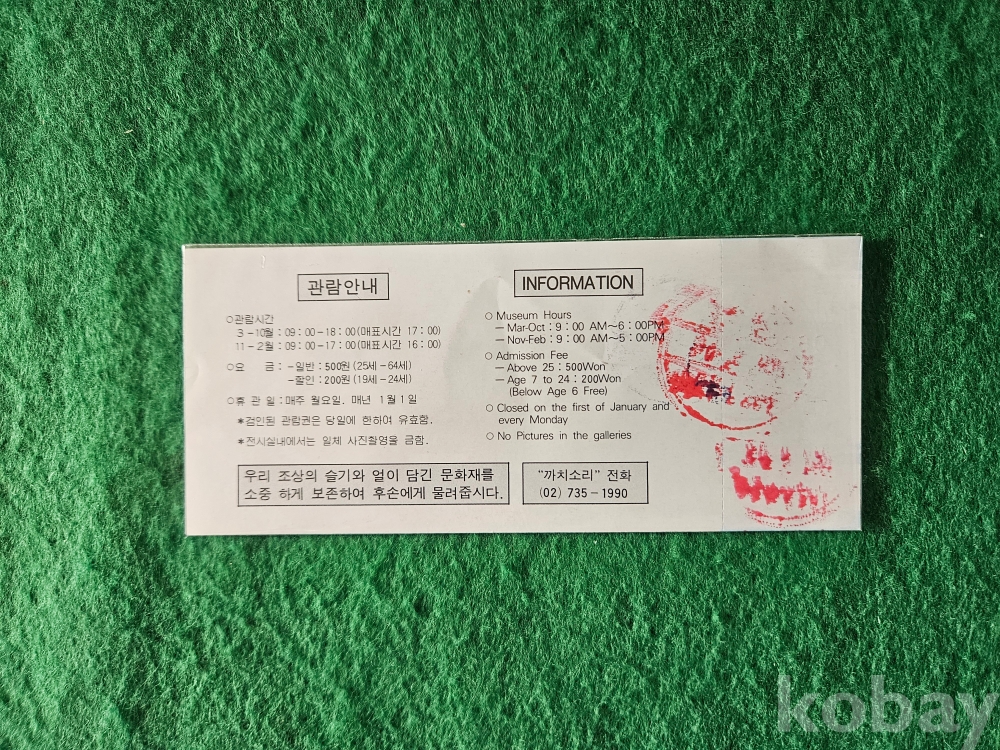 관람안내
○관람시간
3-10월:09:00-18:00(매표시간 17:00)
11-2월:09:00-17:00(매표시간 16:00)
○요 금:-일반:500원(25세-64세)
-할인:200원(19세-24세)
○휴 관 일:매주 월요일. 매년 1월 1일
*검인된 관람권은 당일에 한하여 유효함.
*전시실내에서는 일체 사진촬영을 금함.
우리 조상의 슬기와 얼이 담긴 문화재를
소중 하게 보존하여 후손에게 물려줍시다.
INFORMATION
○ Museum Hours
- Mar-Oct : 9 : 00 AM~6 : 00PM
- Nov-Feb : 9 : 00 AM~5 : 00PM
○ Admission Fee
- Above 25 : 500Won
- Age 7 to 24 : 200Won
(Below Age 6 Free)
○ Closed on the first of January and
every Monday
○ No Pictures in the galleries
"까치소리" 전화
(02) 735-1990
kobay